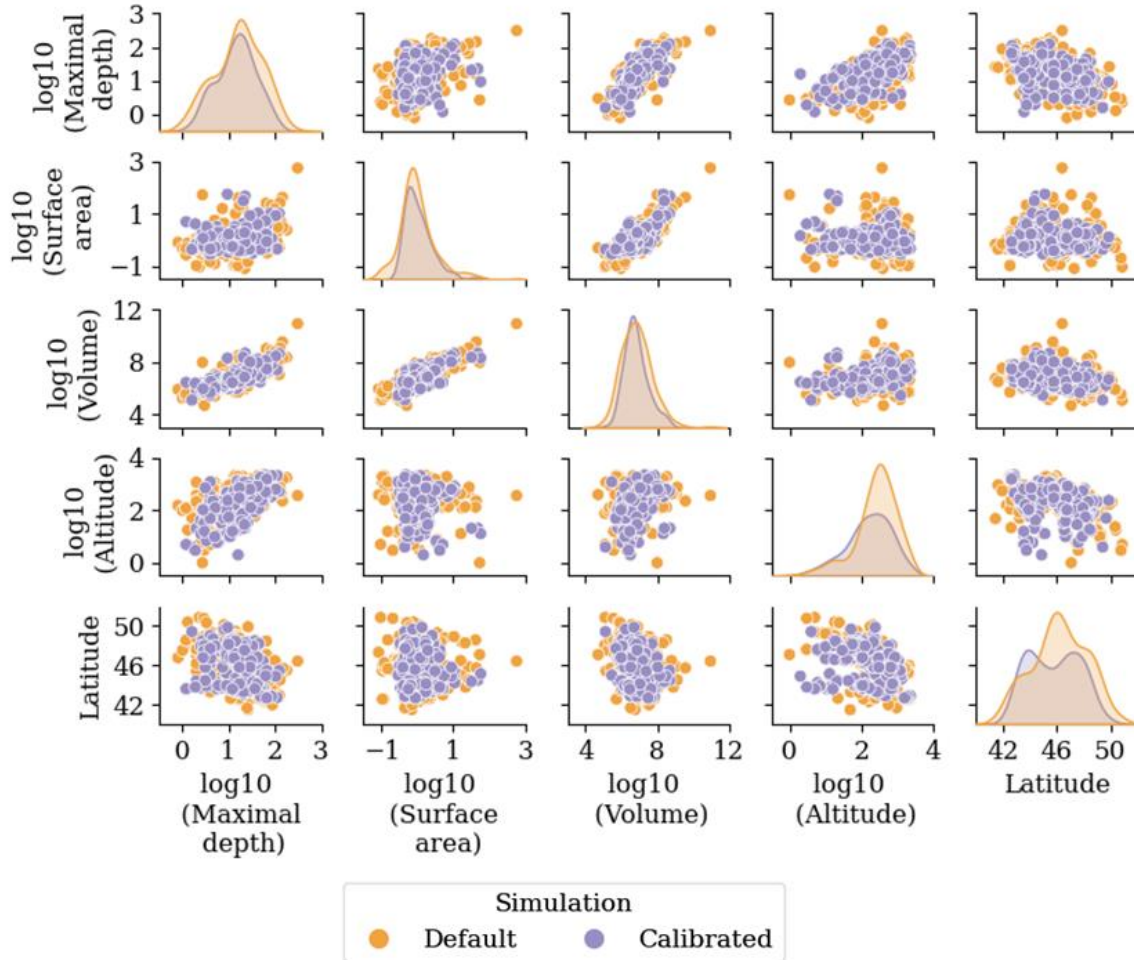 log10
(Maximal
depth)
3
2
1
0
log10
(Surface
area)
3
1
−1
log10
(Volume)
12
8
4
log10
(Altitude)
4
2
0
Latitude
50
46
42
0 1 2 3
−1 1 3
4 8 12
0 2 4
42 46 50
log10
(Maximal
depth)
log10
(Surface
area)
log10
(Volume)
log10
(Altitude)
Latitude
Simulation
Default
Calibrated